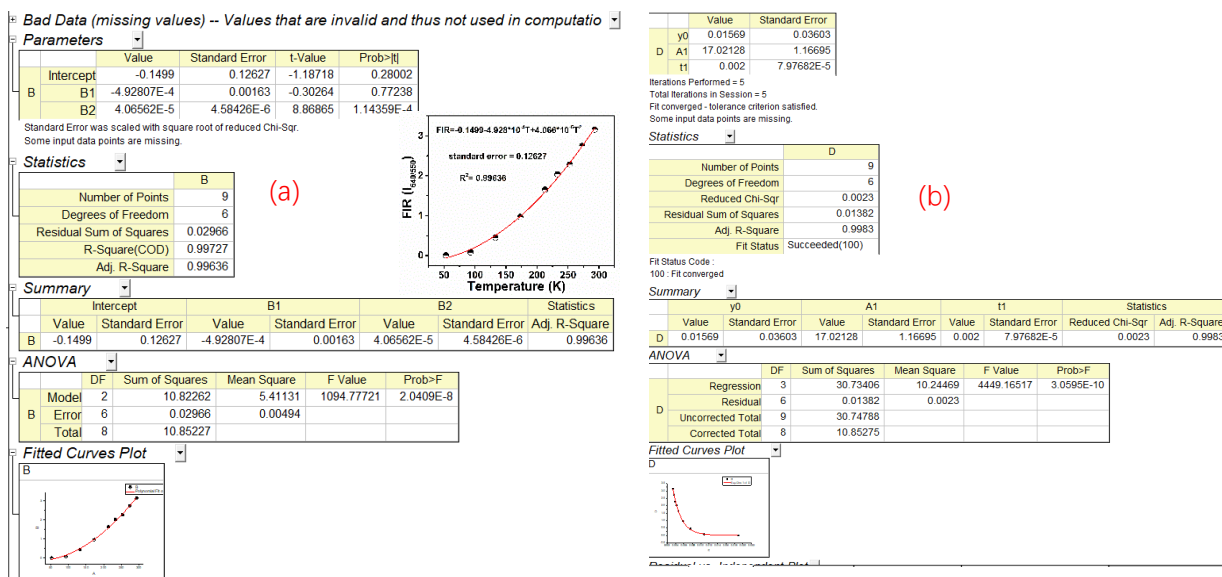 Bad Data (missing values) -- Values that are invalid and thus not used in computatio
Parameters
Value Standard Error t-Value Prob>|t|
B
Intercept -0.1499 0.12627 -1.18718 0.28002
B1 -4.92807E-4 0.00163 -0.30264 0.77238
B2 4.06562E-5 4.58426E-6 8.86865 1.14359E-4
Standard Error was scaled with square root of reduced Chi-Sqr.
Some input data points are missing.
Statistics
B
Number of Points 9
Degrees of Freedom 6
Residual Sum of Squares 0.02966
R-Square(COD) 0.99727
Adj. R-Square 0.99636
(a)
standard error = 0.12627
R²= 0.99636
3
2
1
0
50 100 150 200 250 300
Temperature (K)
Summary
Intercept B1 B2 Statistics
Value Standard Error Value Standard Error Value Standard Error Adj. R-Square
B -0.1499 0.12627 -4.92807E-4 0.00163 4.06562E-5 4.58426E-6 0.99636
ANOVA
DF Sum of Squares Mean Square F Value Prob>F
B
Model 2 10.82262 5.41131 1094.77721 2.0409E-8
Error 6 0.02966 0.00494
Total 8 10.85227
Fitted Curves Plot
B
Value Standard Error
D
y0 0.01569 0.03603
A1 17.02128 1.16695
t1 0.002 7.97682E-5
Iterations Performed = 5
Total Iterations in Session = 5
Fit converged - tolerance criterion satisfied.
Some input data points are missing.
Statistics
D
Number of Points 9
Degrees of Freedom 6
Reduced Chi-Sqr 0.0023
Residual Sum of Squares 0.01382
Adj. R-Square 0.9983
Fit Status Succeeded(100)
(b)
Fit Status Code :
100 : Fit converged
Summary
y0 A1 t1 Statistics
Value Standard Error Value Standard Error Value Standard Error Reduced Chi-Sqr Adj. R-Square
D 0.01569 0.03603 17.02128 1.16695 0.002 7.97682E-5 0.0023 0.9983
ANOVA
DF Sum of Squares Mean Square F Value Prob>F
D
Regression 3 30.73406 10.24469 4449.16517 3.0595E-10
Residual 6 0.01382 0.0023
Uncorrected Total 9 30.74788
Corrected Total 8 10.85275
Fitted Curves Plot
D